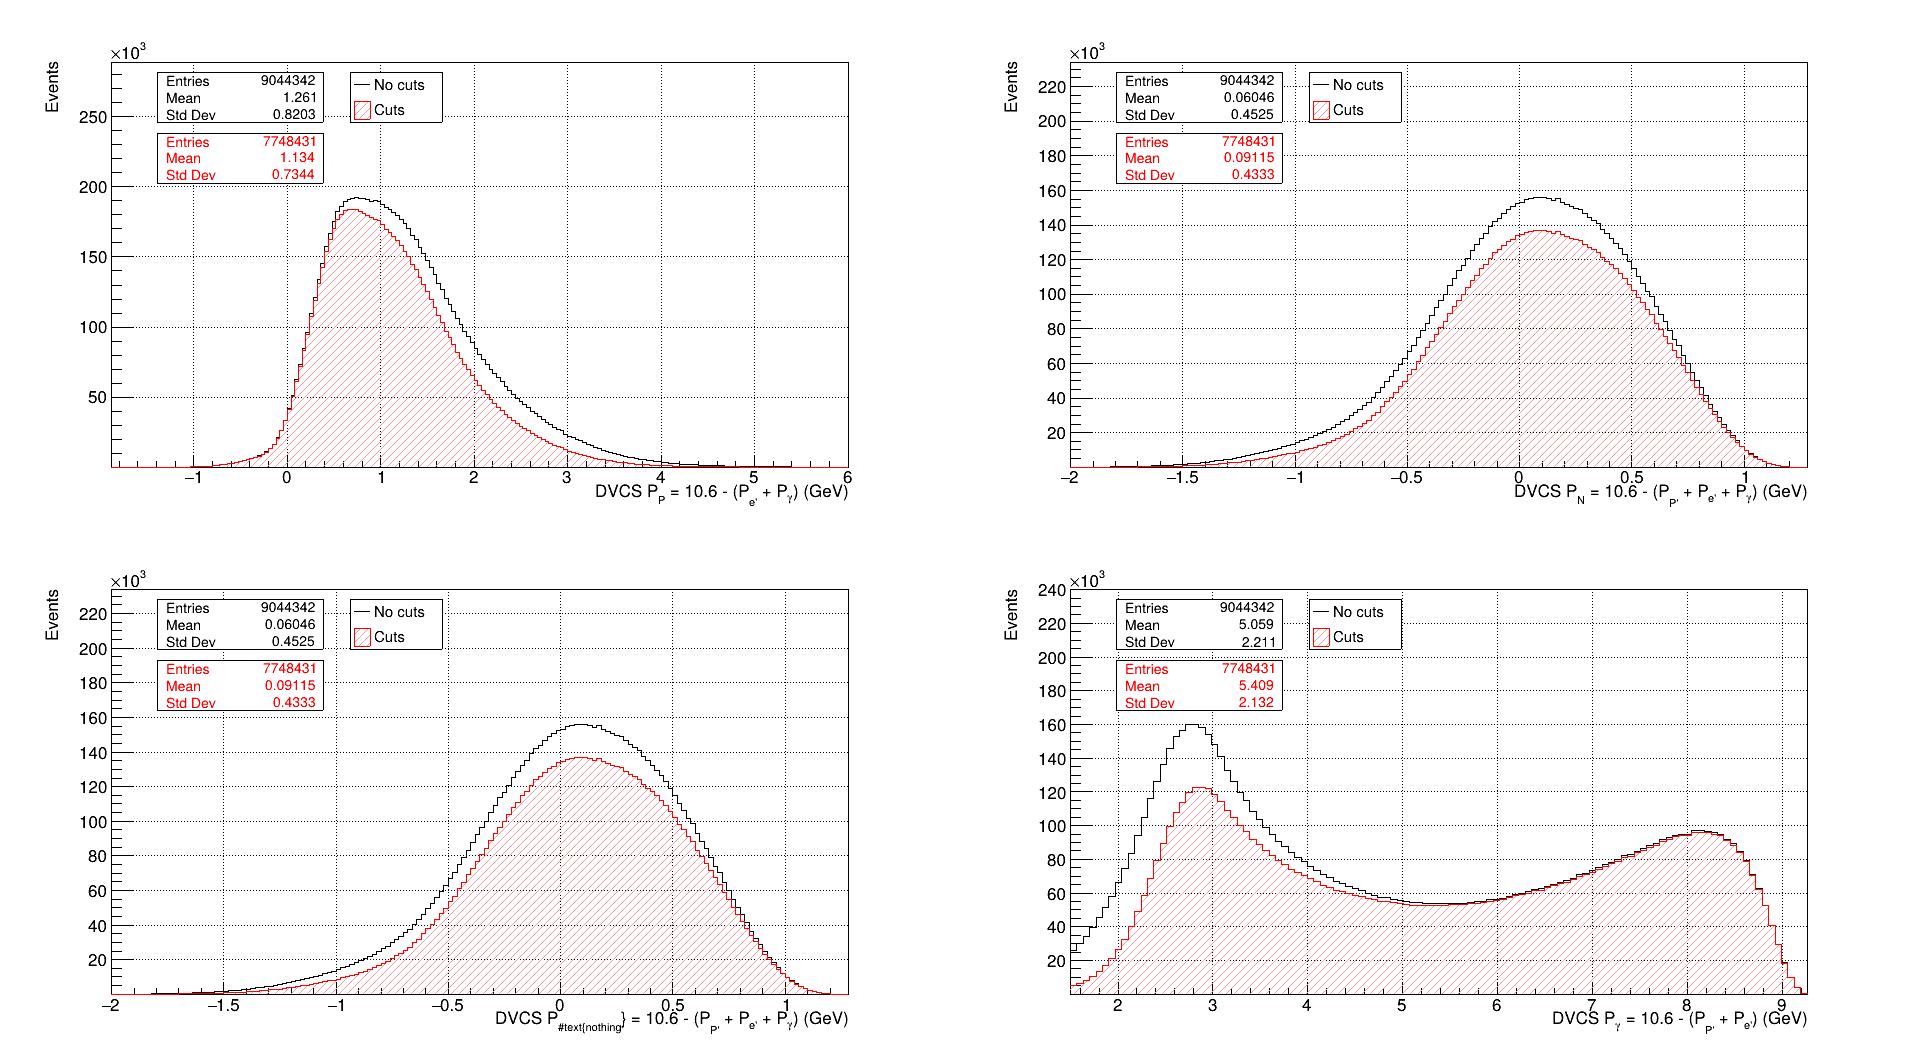 ×10³
Events
Entries 9044342
Mean 1.261
Std Dev 0.8203
Entries 7748431
Mean 1.134
Std Dev 0.7344
No cuts
Cuts
250
200
150
100
50
−1 0 1 2 3 4 5 6
DVCS P_P = 10.6 - (P_e' + P_γ) (GeV)
×10³
Events
Entries 9044342
Mean 0.06046
Std Dev 0.4525
Entries 7748431
Mean 0.09115
Std Dev 0.4333
No cuts
Cuts
220
200
180
160
140
120
100
80
60
40
20
−2 −1.5 −1 −0.5 0 0.5 1
DVCS P_N = 10.6 - (P_P' + P_e' + P_γ) (GeV)
×10³
Events
Entries 9044342
Mean 0.06046
Std Dev 0.4525
Entries 7748431
Mean 0.09115
Std Dev 0.4333
No cuts
Cuts
220
200
180
160
140
120
100
80
60
40
20
−2 −1.5 −1 −0.5 0 0.5 1
DVCS P_#text{nothing} = 10.6 - (P_P' + P_e' + P_γ) (GeV)
×10³
Events
Entries 9044342
Mean 5.059
Std Dev 2.211
Entries 7748431
Mean 5.409
Std Dev 2.132
No cuts
Cuts
240
220
200
180
160
140
120
100
80
60
40
20
2 3 4 5 6 7 8 9
DVCS P_γ = 10.6 - (P_P' + P_e') (GeV)